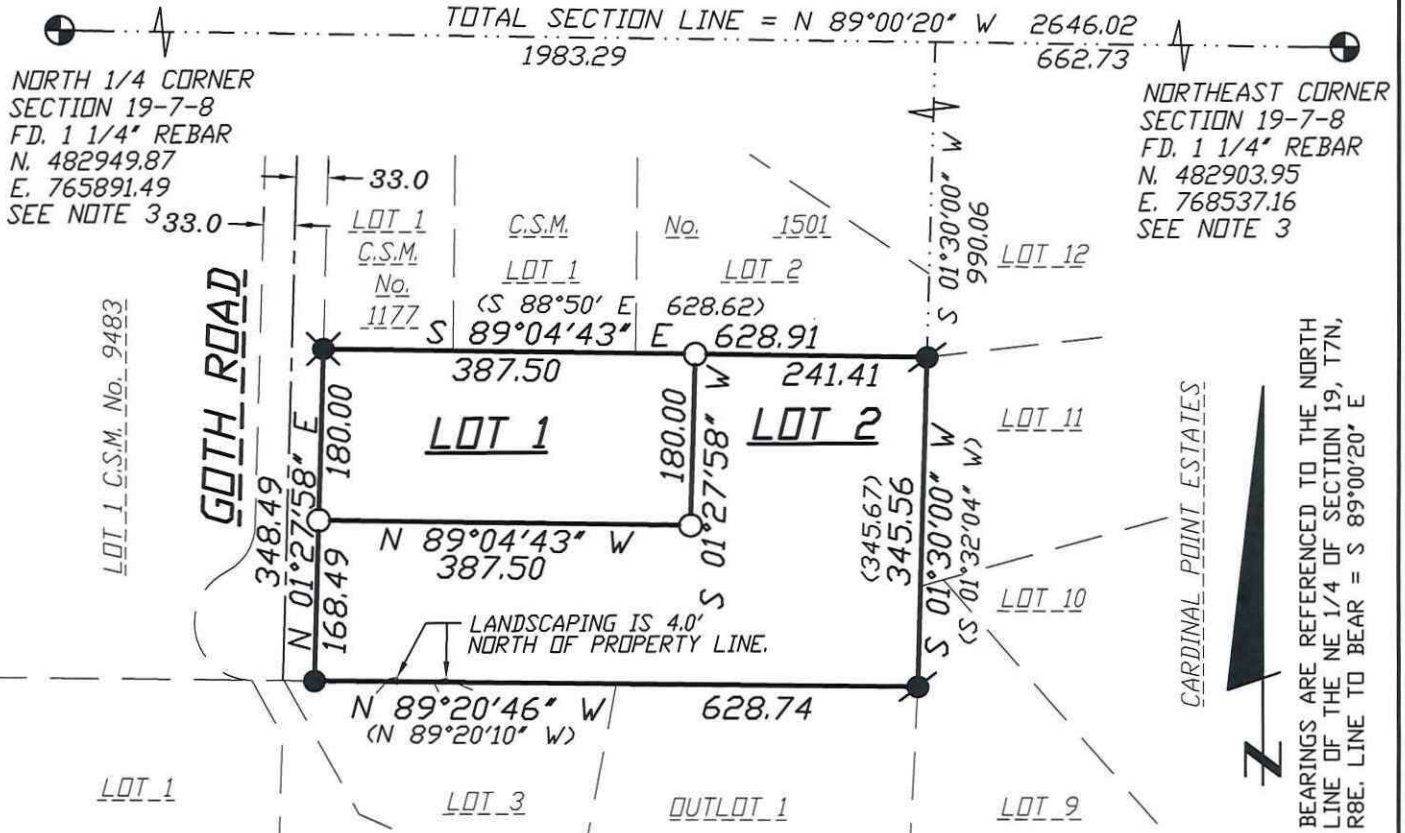 TOTAL SECTION LINE = N 89°00'20" W 2646.02
1983.29
662.73
NORTH 1/4 CORNER
SECTION 19-7-8
FD. 1 1/4" REBAR
N. 482949.87
E. 765891.49
SEE NOTE 3
NORTHEAST CORNER
SECTION 19-7-8
FD. 1 1/4" REBAR
N. 482903.95
E. 768537.16
SEE NOTE 3
33.0
33.0
LOT 1
C.S.M.
No.
1177
C.S.M. No. 1501
LOT 1
LOT 2
S 01°30'00" W
990.06
LOT 12
(S 88°50' E 628.62)
S 89°04'43" E 628.91
387.50
241.41
GOTH ROAD
LOT 1 C.S.M. No. 9483
N 01°27'58" E
348.49
180.00
168.49
LOT 1
180.00
S 01°27'58" W
LOT 2
N 89°04'43" W
387.50
S 01°30'00" W
345.56
(345.67)
(S 01°32'04" W)
LOT 11
LOT 10
CARDINAL POINT ESTATES
LANDSCAPING IS 4.0'
NORTH OF PROPERTY LINE.
N 89°20'46" W 628.74
(N 89°20'10" W)
LOT 1
LOT 3
OUTLOT 1
LOT 9
N
BEARINGS ARE REFERENCED TO THE NORTH
LINE OF THE NE 1/4 OF SECTION 19, T7N,
R8E. LINE TO BEAR = S 89°00'20" E